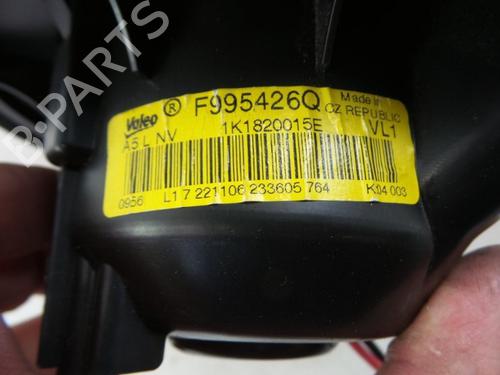 Valeo ® F995426Q Made in
CZ REPUBLIC
A5 L NV 1K1820015E VL1
0956 L1 7 221106 233605 764 K04 003
B-PARTS